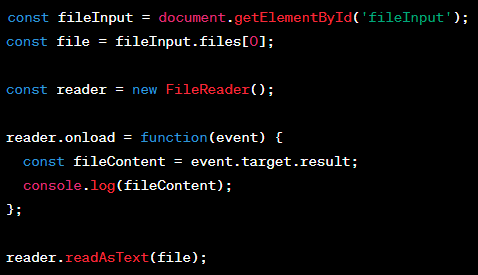 const fileInput = document.getElementById('fileInput');
const file = fileInput.files[0];
const reader = new FileReader();
reader.onload = function(event) {
  const fileContent = event.target.result;
  console.log(fileContent);
};
reader.readAsText(file);